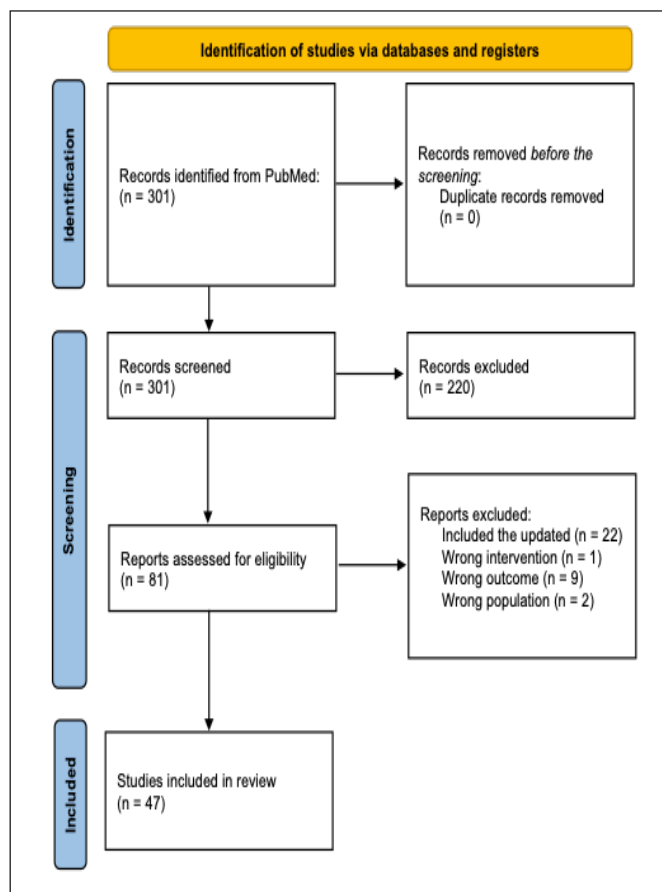 Identification of studies via databases and registers
Identification
Records identified from PubMed:
(n = 301)
Records removed before the
screening:
Duplicate records removed
(n = 0)
Screening
Records screened
(n = 301)
Records excluded
(n = 220)
Reports assessed for eligibility
(n = 81)
Reports excluded:
Included the updated (n = 22)
Wrong intervention (n = 1)
Wrong outcome (n = 9)
Wrong population (n = 2)
Included
Studies included in review
(n = 47)